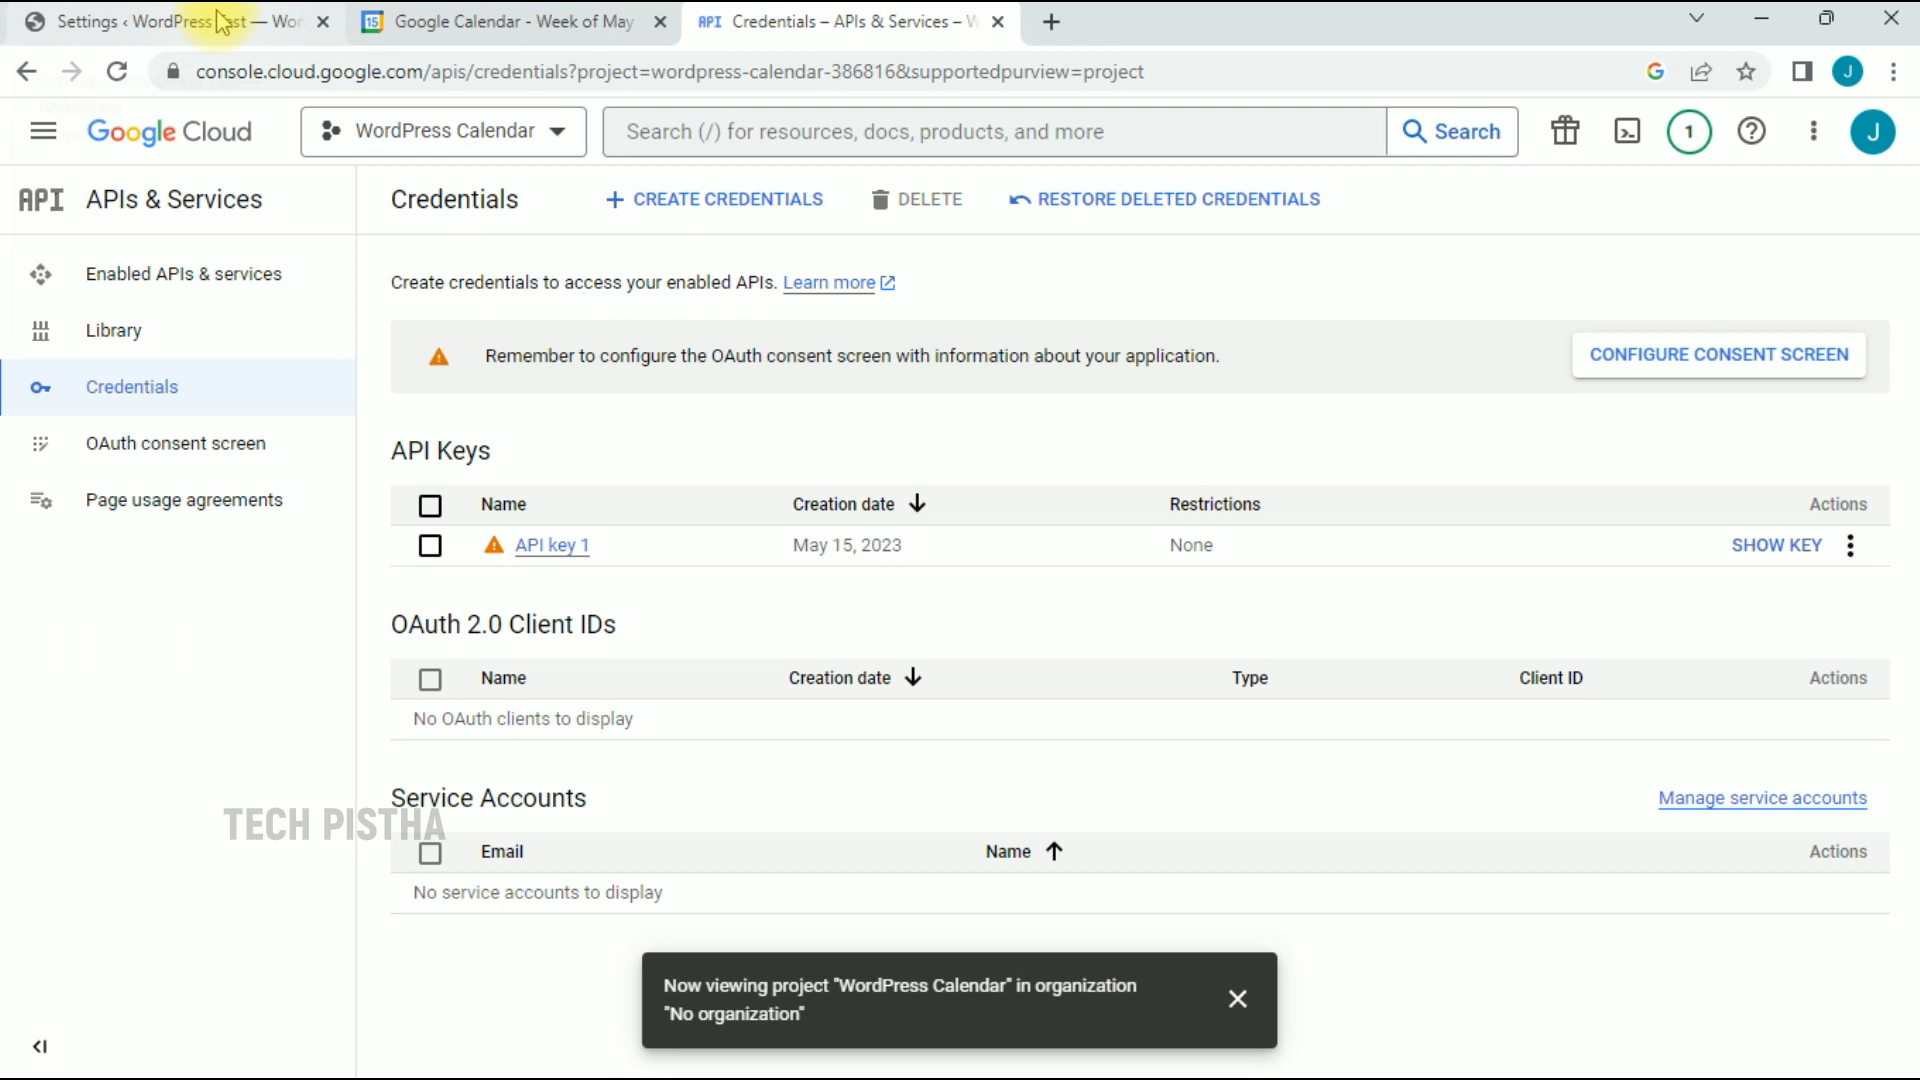 Settings ‹ WordPress Fast — Wor
Google Calendar - Week of May
API Credentials – APIs & Services – W
console.cloud.google.com/apis/credentials?project=wordpress-calendar-386816&supportedpurview=project
J
Google Cloud
WordPress Calendar
Search (/) for resources, docs, products, and more
Search
1
J
API APIs & Services
Credentials
CREATE CREDENTIALS
DELETE
RESTORE DELETED CREDENTIALS
Enabled APIs & services
Library
Credentials
OAuth consent screen
Page usage agreements
Create credentials to access your enabled APIs. Learn more
Remember to configure the OAuth consent screen with information about your application.
CONFIGURE CONSENT SCREEN
API Keys
Name Creation date Restrictions Actions
API key 1 May 15, 2023 None SHOW KEY
OAuth 2.0 Client IDs
Name Creation date Type Client ID Actions
No OAuth clients to display
Service Accounts
Manage service accounts
TECH PISTHA
Email Name Actions
No service accounts to display
Now viewing project "WordPress Calendar" in organization
"No organization"